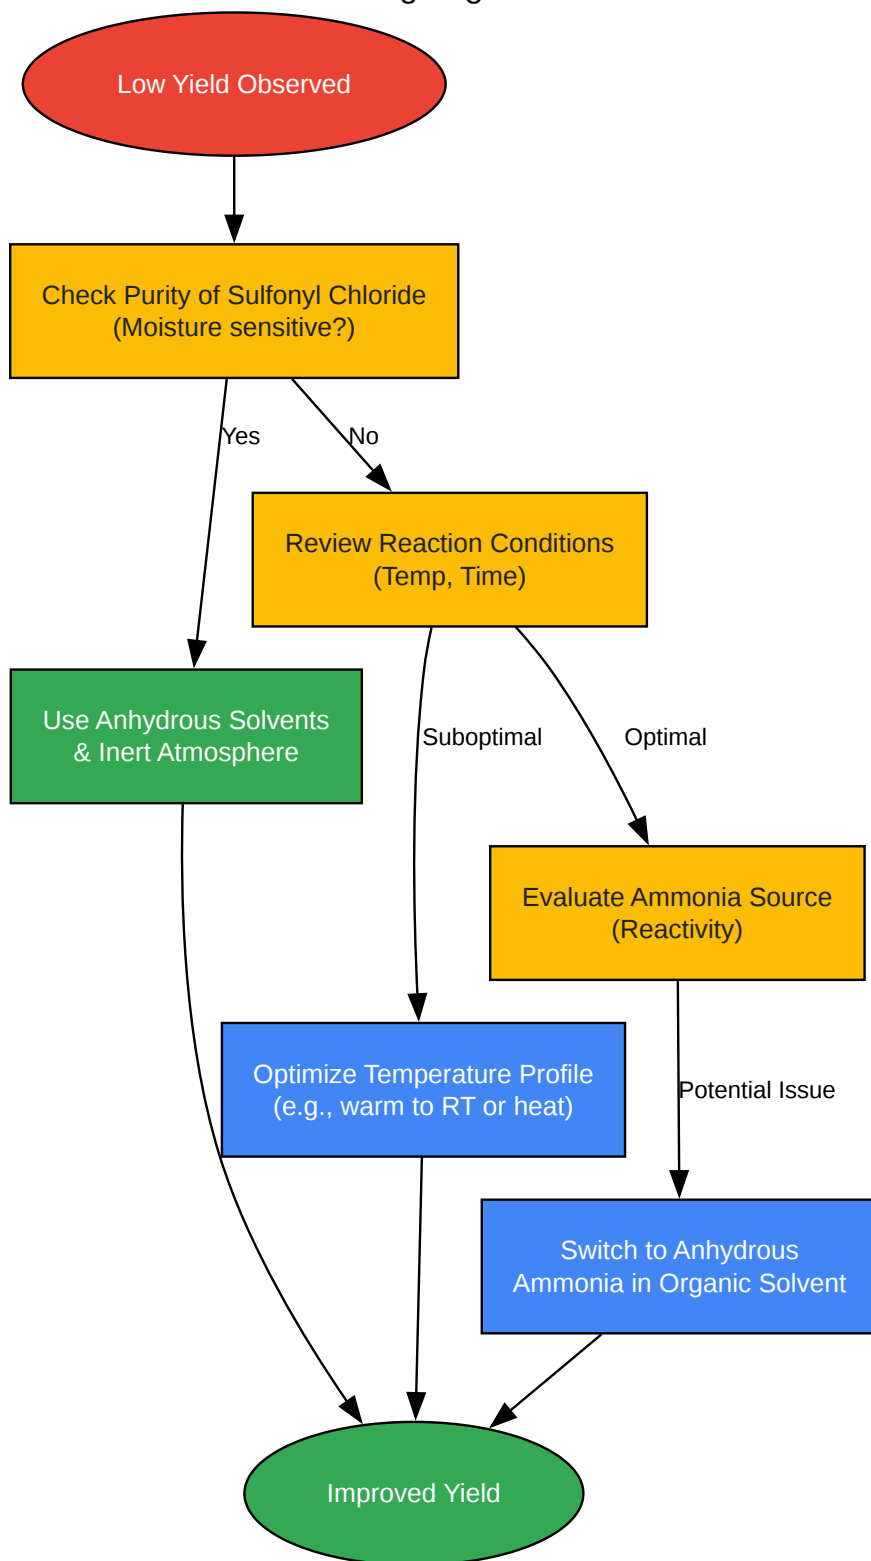 Low Yield Observed
Check Purity of Sulfonyl Chloride
(Moisture sensitive?)
Yes
No
Review Reaction Conditions
(Temp, Time)
Use Anhydrous Solvents
& Inert Atmosphere
Suboptimal
Optimal
Evaluate Ammonia Source
(Reactivity)
Optimize Temperature Profile
(e.g., warm to RT or heat)
Potential Issue
Switch to Anhydrous
Ammonia in Organic Solvent
Improved Yield